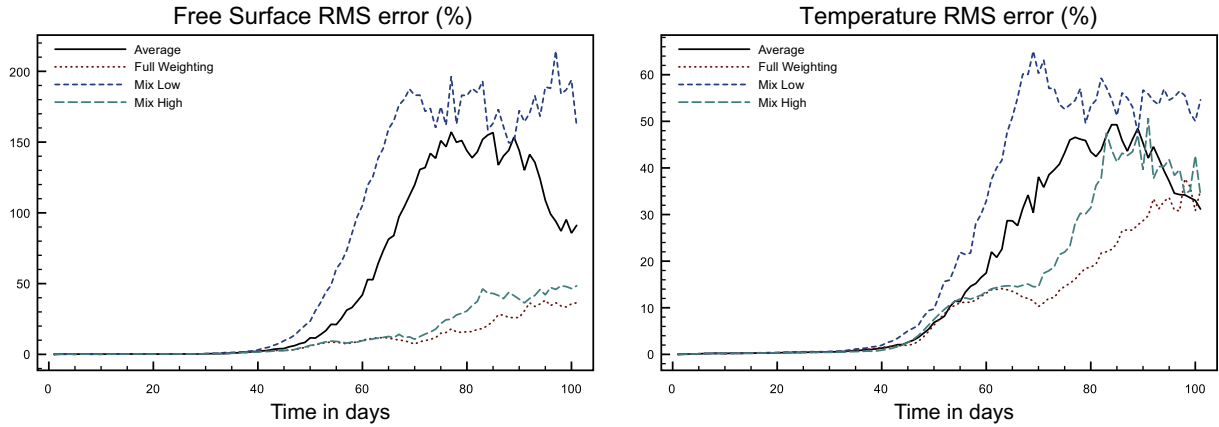 Free Surface RMS error (%)
Average
Full Weighting
Mix Low
Mix High
200
150
100
50
0
0 20 40 60 80 100
Time in days
Temperature RMS error (%)
Average
Full Weighting
Mix Low
Mix High
60
50
40
30
20
10
0
0 20 40 60 80 100
Time in days